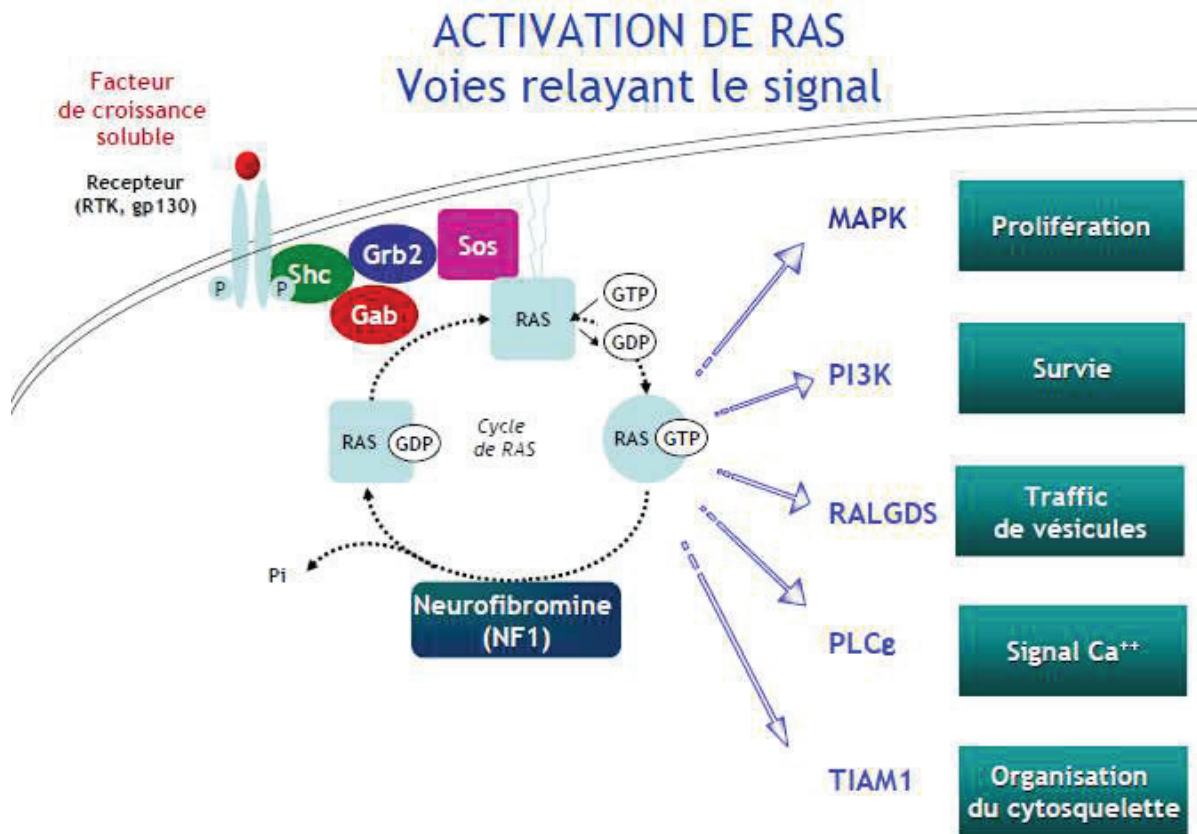 ACTIVATION DE RAS
Voies relayant le signal
Facteur
de croissance
soluble
Recepteur
(RTK, gp130)
P
P
Shc
Grb2
Gab
Sos
RAS
GTP
GDP
RAS
GDP
Cycle
de RAS
RAS
GTP
Pi
Neurofibromine
(NF1)
MAPK
Prolifération
PI3K
Survie
RALGDS
Traffic
de vésicules
PLCε
Signal Ca⁺⁺
TIAM1
Organisation
du cytosquelette